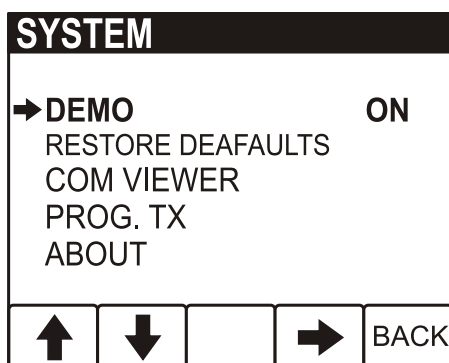 SYSTEM
DEMO ON
RESTORE DEAFAULTS
COM VIEWER
PROG. TX
ABOUT
BACK